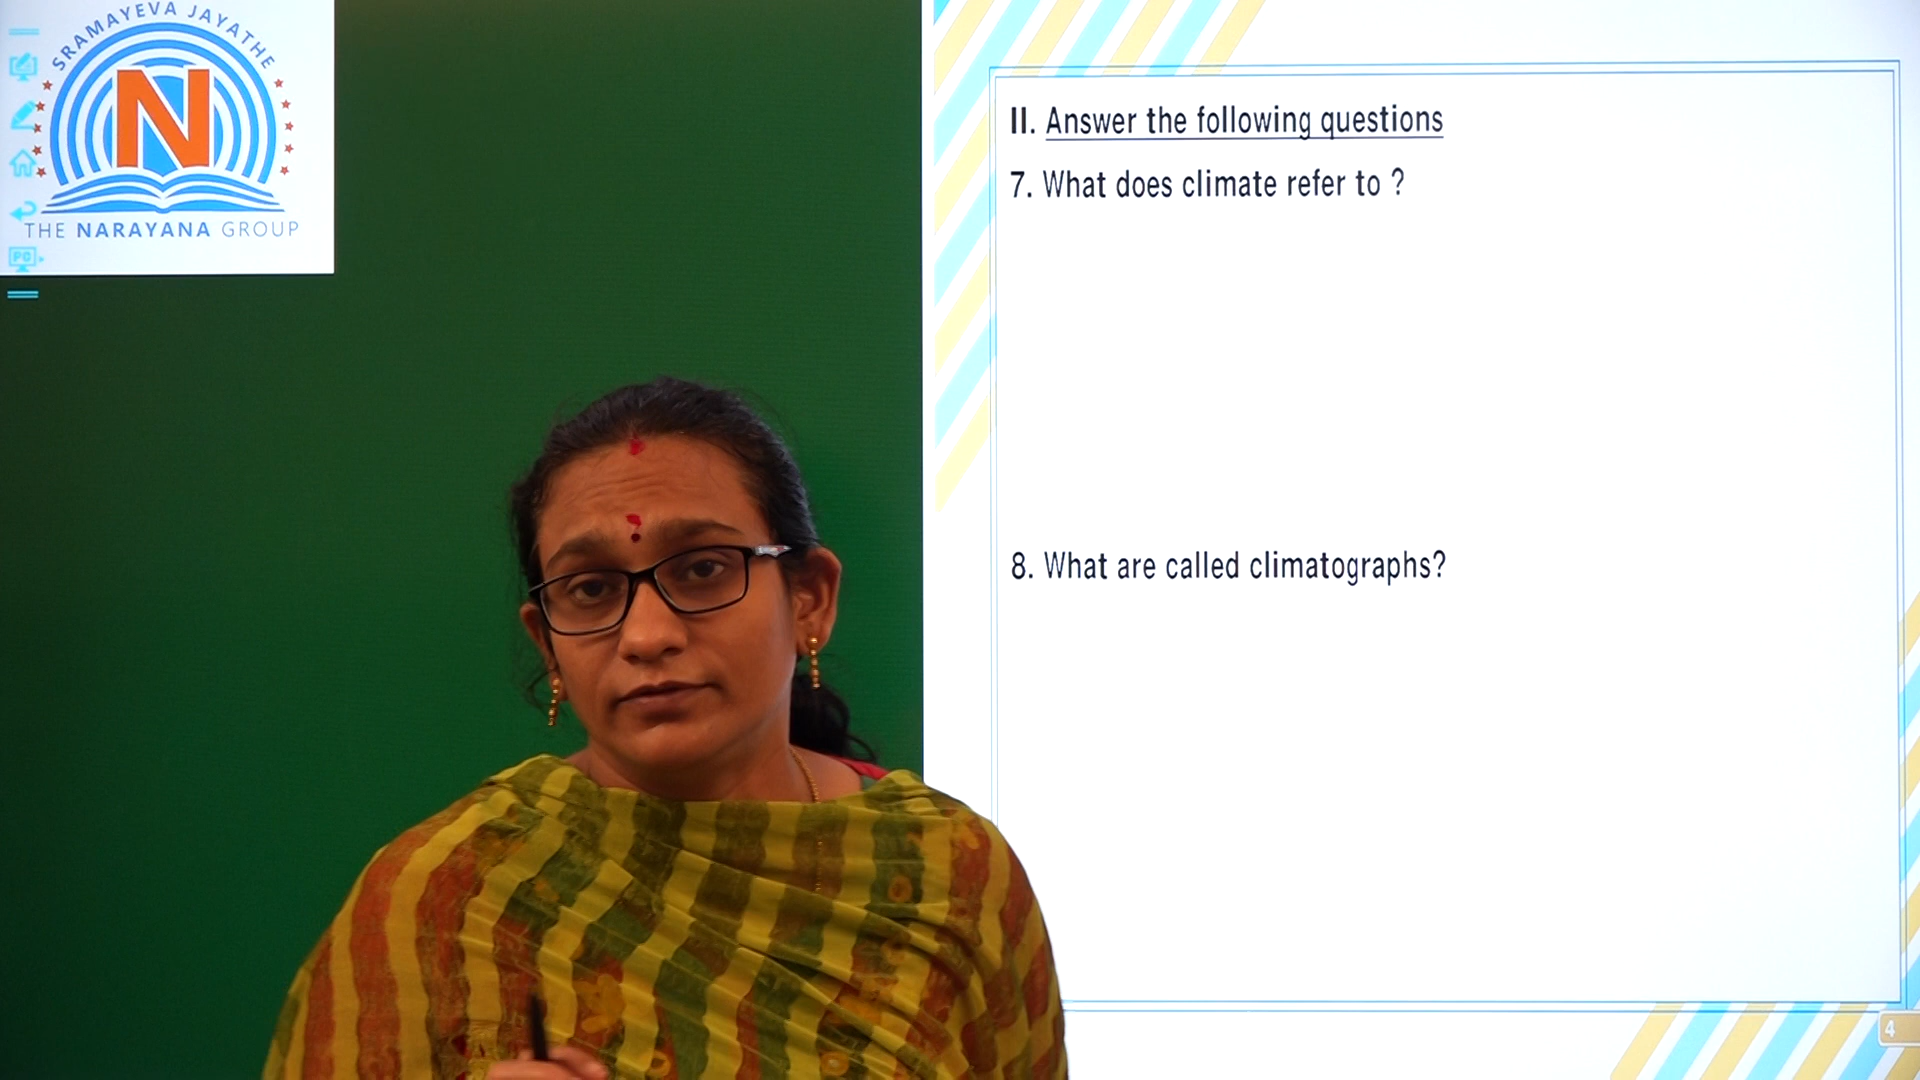 SRAMAYEVA JAYATHE
N
THE NARAYANA GROUP
PO
II. Answer the following questions
7. What does climate refer to ?
8. What are called climatographs?
4